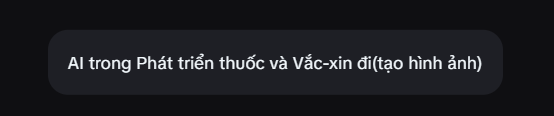 AI trong Phát triển thuốc và Vắc-xin đi(tạo hình ảnh)